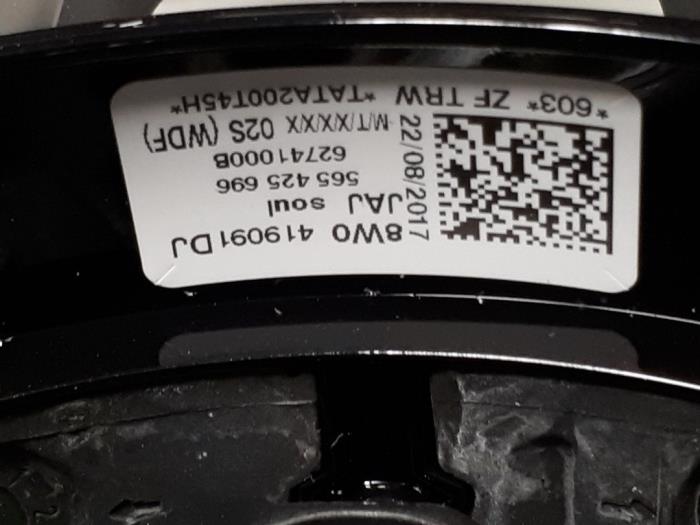 8W0 419091 DJ
JAJ soul
565 425 696
62741000B
M/T/X/X/XX 02S (WDF)
22/08/2017
*603* ZF TRW *TATA200T45H*